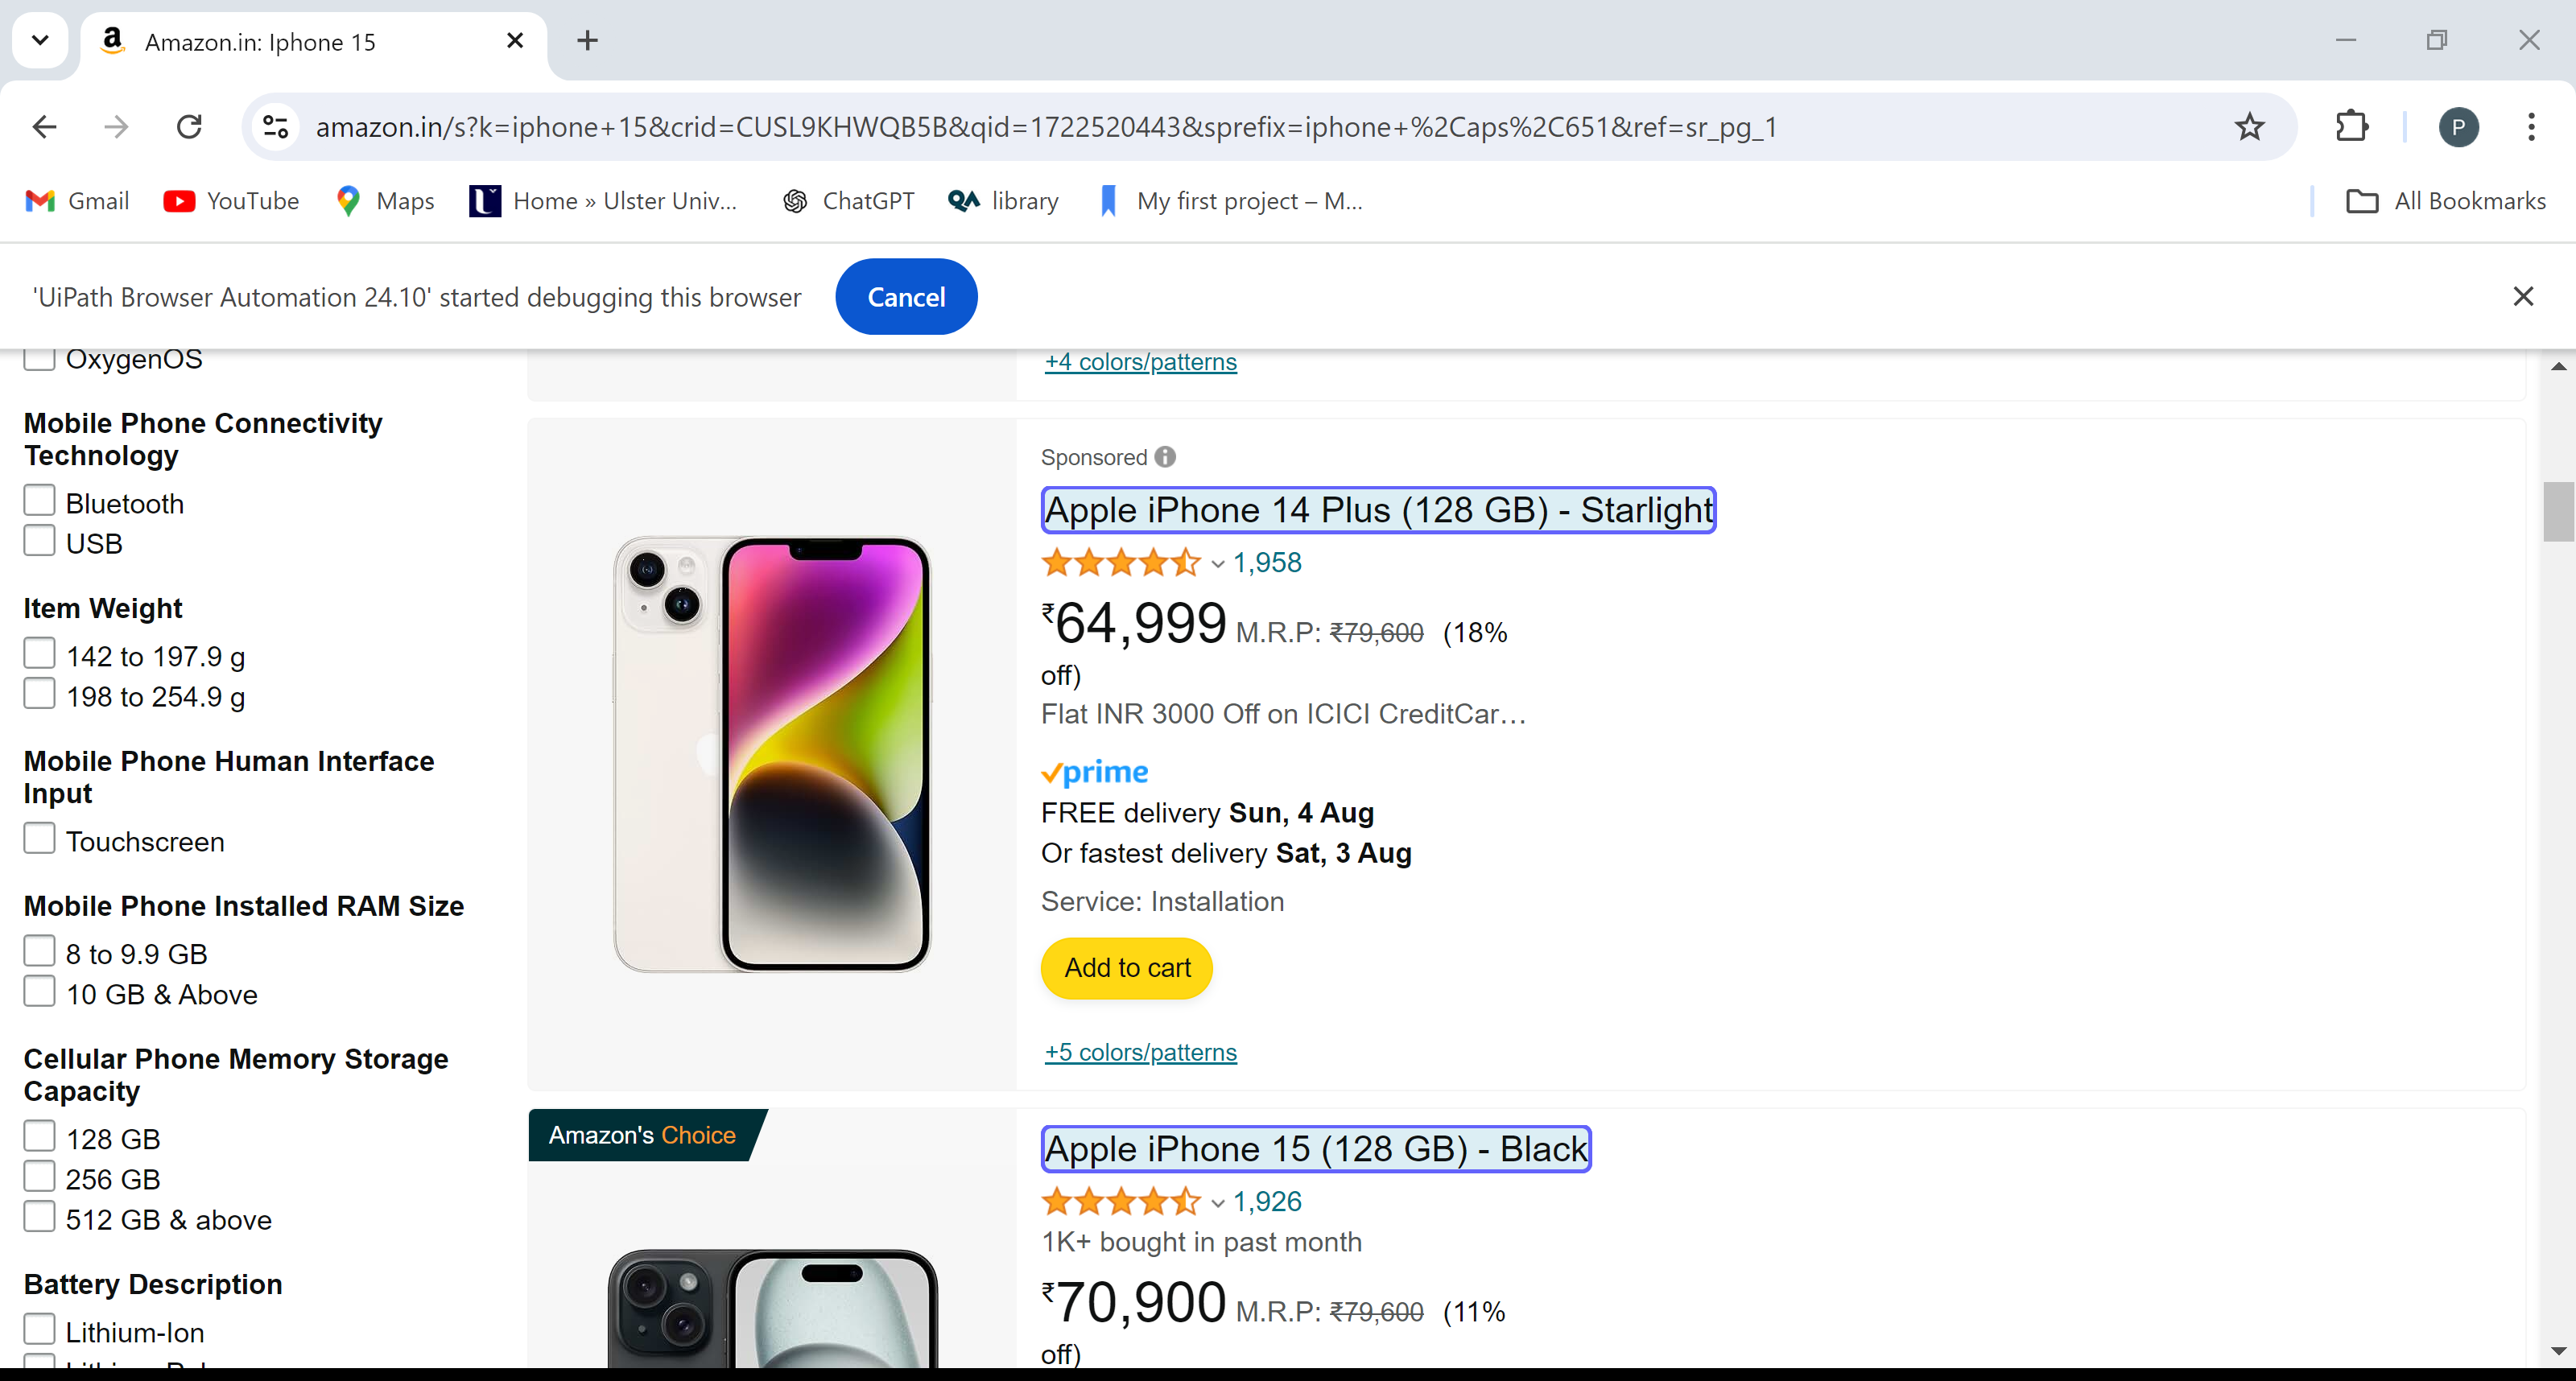 Amazon.in: Iphone 15
amazon.in/s?k=iphone+15&crid=CUSL9KHWQB5B&qid=1722520443&sprefix=iphone+%2Caps%2C651&ref=sr_pg_1
P
Gmail
YouTube
Maps
Home » Ulster Univ...
ChatGPT
QA library
My first project – M...
All Bookmarks
'UiPath Browser Automation 24.10' started debugging this browser
Cancel
OxygenOS
Mobile Phone Connectivity
Technology
Bluetooth
USB
Item Weight
142 to 197.9 g
198 to 254.9 g
Mobile Phone Human Interface
Input
Touchscreen
Mobile Phone Installed RAM Size
8 to 9.9 GB
10 GB & Above
Cellular Phone Memory Storage
Capacity
128 GB
256 GB
512 GB & above
Battery Description
Lithium-Ion
+4 colors/patterns
Sponsored
Apple iPhone 14 Plus (128 GB) - Starlight
1,958
₹64,999 M.R.P: ₹79,600 (18%
off)
Flat INR 3000 Off on ICICI CreditCar…
prime
FREE delivery Sun, 4 Aug
Or fastest delivery Sat, 3 Aug
Service: Installation
Add to cart
+5 colors/patterns
Amazon's Choice
Apple iPhone 15 (128 GB) - Black
1,926
1K+ bought in past month
₹70,900 M.R.P: ₹79,600 (11%
off)